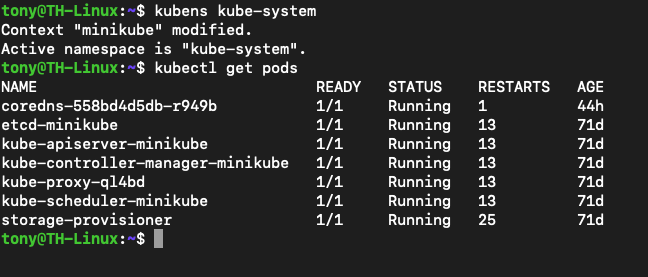 tony@TH-Linux:~$ kubens kube-system
Context "minikube" modified.
Active namespace is "kube-system".
tony@TH-Linux:~$ kubectl get pods
NAME                               READY   STATUS    RESTARTS   AGE
coredns-558bd4d5db-r949b           1/1     Running   1          44h
etcd-minikube                      1/1     Running   13         71d
kube-apiserver-minikube            1/1     Running   13         71d
kube-controller-manager-minikube   1/1     Running   13         71d
kube-proxy-ql4bd                   1/1     Running   13         71d
kube-scheduler-minikube            1/1     Running   13         71d
storage-provisioner                1/1     Running   25         71d
tony@TH-Linux:~$